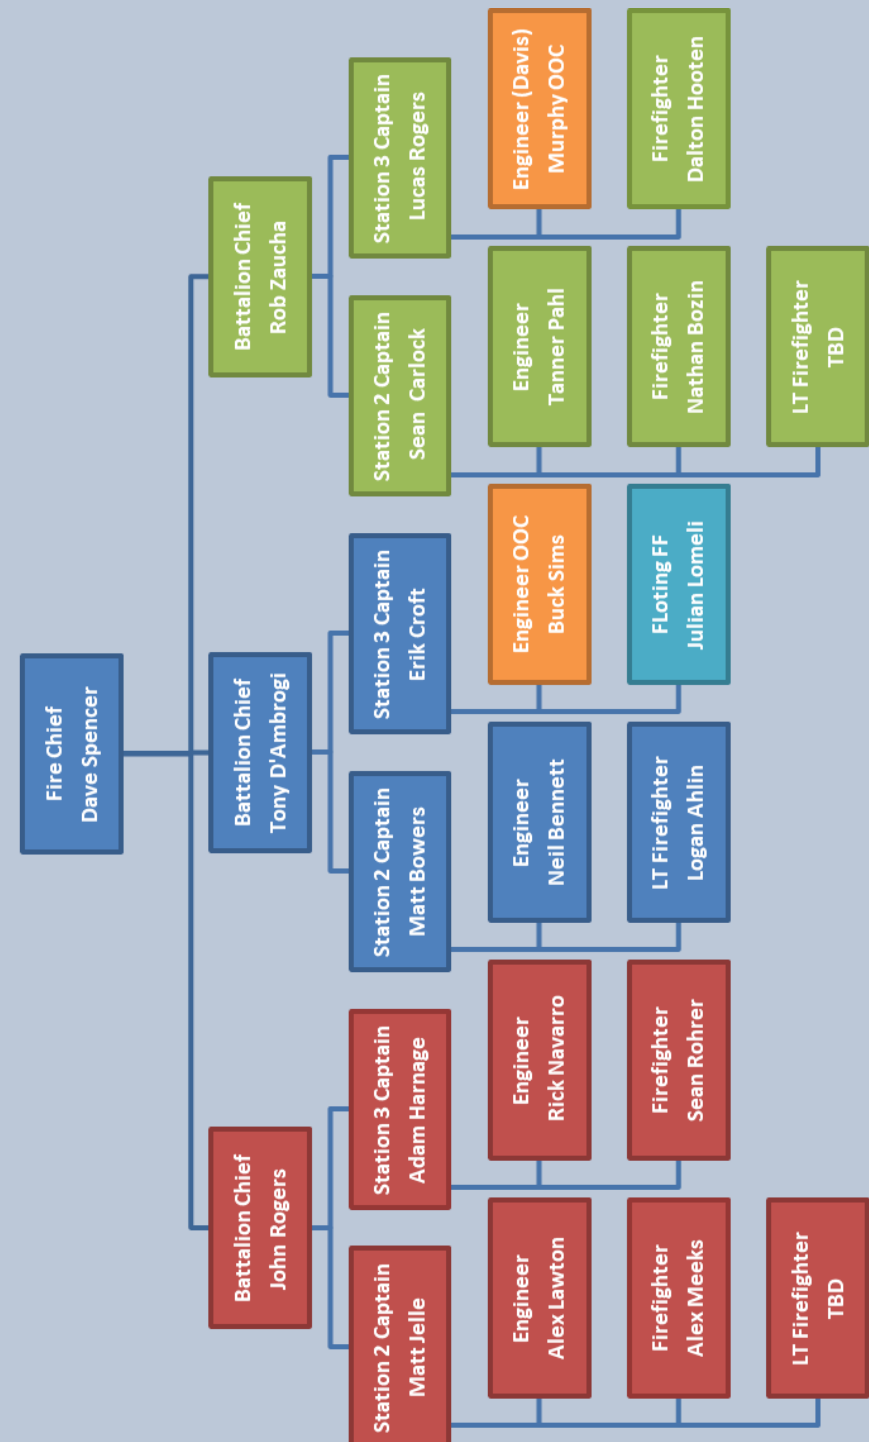 Fire Chief
Dave Spencer
Battalion Chief
John Rogers
Battalion Chief
Tony D'Ambrogi
Battalion Chief
Rob Zaucha
Station 2 Captain
Matt Jelle
Station 3 Captain
Adam Harnage
Station 2 Captain
Matt Bowers
Station 3 Captain
Erik Croft
Station 2 Captain
Sean Carlock
Station 3 Captain
Lucas Rogers
Engineer
Alex Lawton
Engineer
Rick Navarro
Engineer
Neil Bennett
Engineer OOC
Buck Sims
Engineer
Tanner Pahl
Engineer (Davis)
Murphy OOC
Firefighter
Alex Meeks
Firefighter
Sean Rohrer
LT Firefighter
Logan Ahlin
FLoting FF
Julian Lomeli
Firefighter
Nathan Bozin
Firefighter
Dalton Hooten
LT Firefighter
TBD
LT Firefighter
TBD